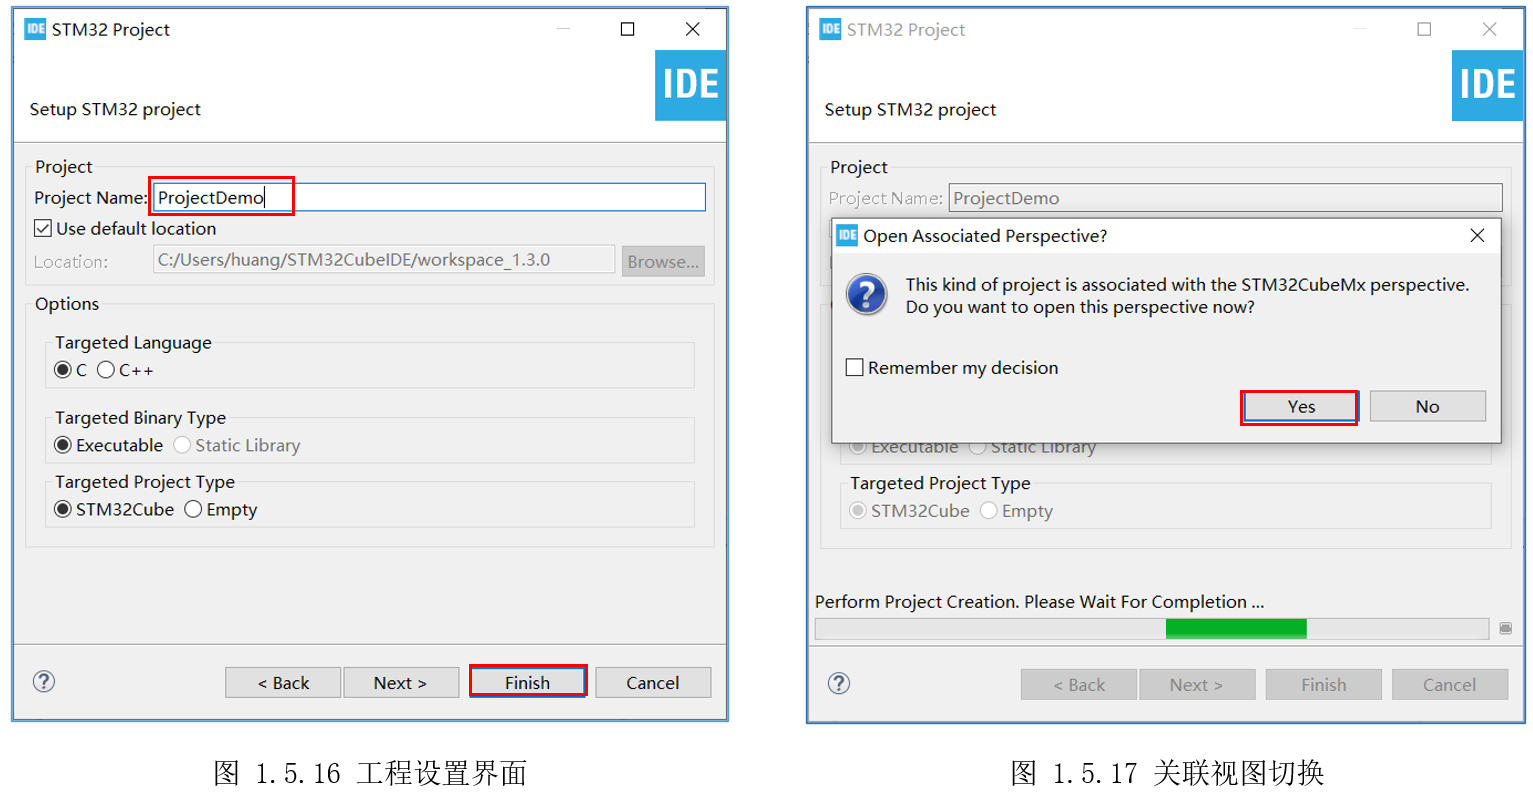 IDE STM32 Project
IDE
Setup STM32 project
Project
Project Name: ProjectDemo
Use default location
Location: C:/Users/huang/STM32CubeIDE/workspace_1.3.0 Browse...
Options
Targeted Language
C C++
Targeted Binary Type
Executable Static Library
Targeted Project Type
STM32Cube Empty
? < Back Next > Finish Cancel
图 1.5.16 工程设置界面
IDE STM32 Project
IDE
Setup STM32 project
Project
Project Name: ProjectDemo
IDE Open Associated Perspective?
This kind of project is associated with the STM32CubeMx perspective.
Do you want to open this perspective now?
Remember my decision
Yes No
Executable Static Library
Targeted Project Type
STM32Cube Empty
Perform Project Creation. Please Wait For Completion ...
? < Back Next > Finish Cancel
图 1.5.17 关联视图切换